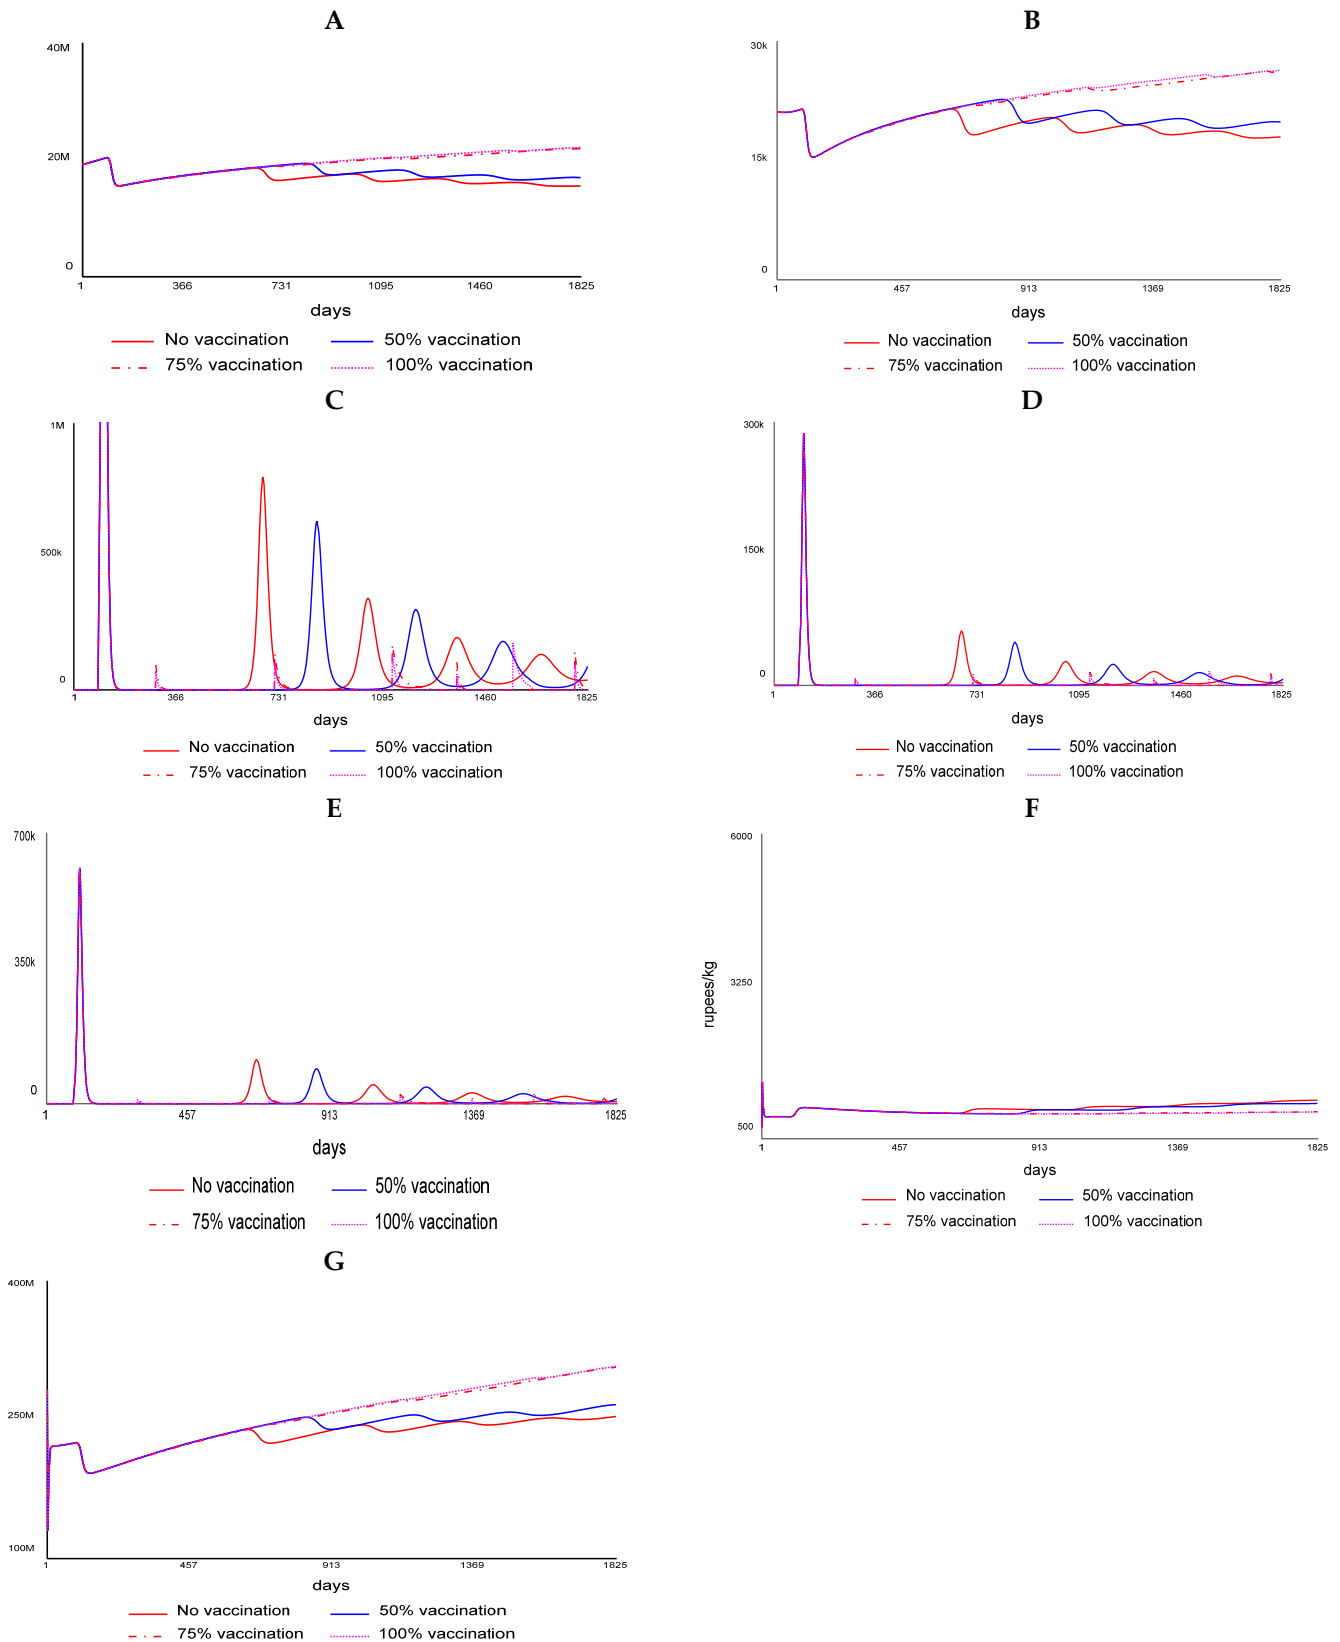 A
40M
20M
0
1 366 731 1095 1460 1825
days
No vaccination 50% vaccination
75% vaccination 100% vaccination
B
30k
15k
0
1 457 913 1369 1825
days
No vaccination 50% vaccination
75% vaccination 100% vaccination
C
1M
500k
0
1 366 731 1095 1460 1825
days
No vaccination 50% vaccination
75% vaccination 100% vaccination
D
300k
150k
0
1 366 731 1095 1460 1825
days
No vaccination 50% vaccination
75% vaccination 100% vaccination
E
700k
350k
0
1 457 913 1369 1825
days
No vaccination 50% vaccination
75% vaccination 100% vaccination
F
6000
rupees/kg
3250
500
1 457 913 1369 1825
days
No vaccination 50% vaccination
75% vaccination 100% vaccination
G
400M
250M
100M
1 457 913 1369 1825
days
No vaccination 50% vaccination
75% vaccination 100% vaccination